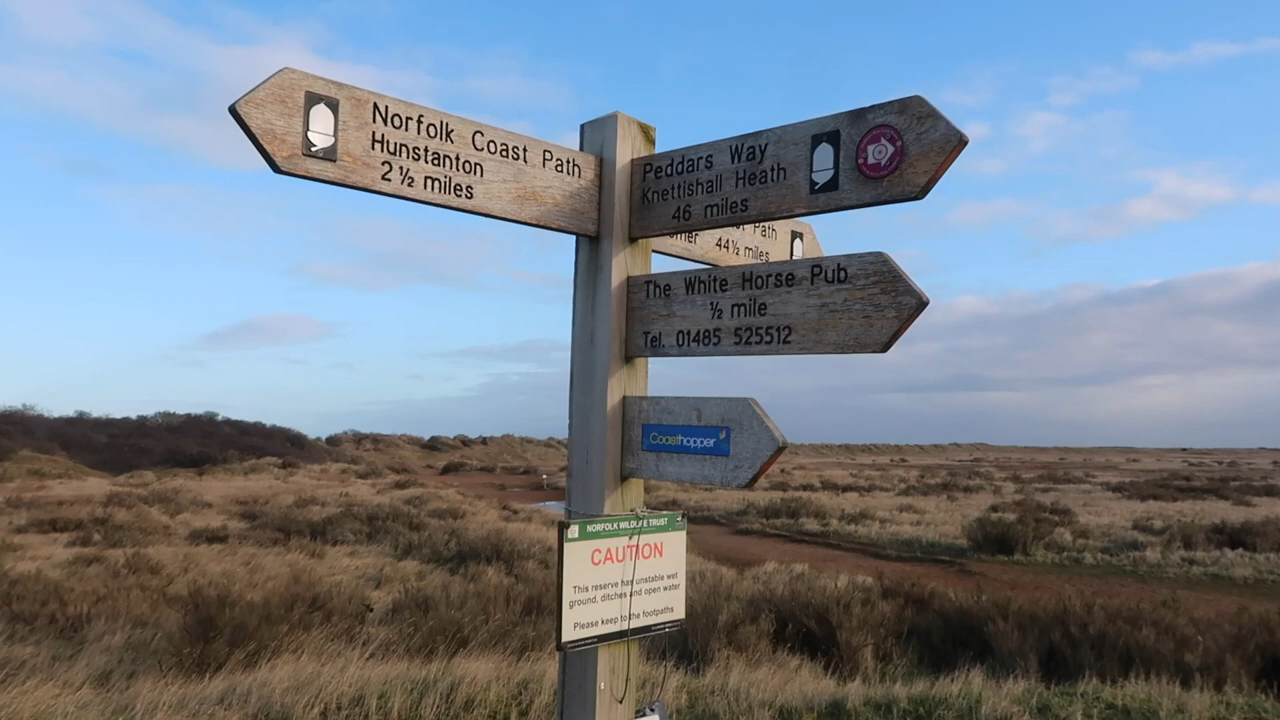 Norfolk Coast Path
Hunstanton
2 ½ miles
Peddars Way
Knettishall Heath
46 miles
Path
44½ miles
The White Horse Pub
½ mile
Tel. 01485 525512
Coasthopper
NORFOLK WILDLIFE TRUST
CAUTION
This reserve has unstable wet
ground, ditches and open water
Please keep to the footpaths